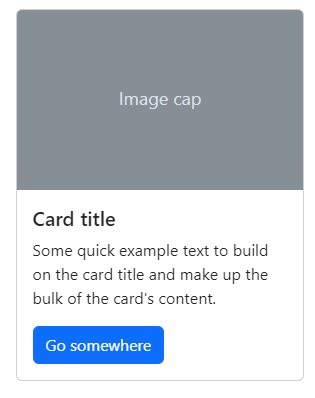 Image cap
Card title
Some quick example text to build
on the card title and make up the
bulk of the card's content.
Go somewhere